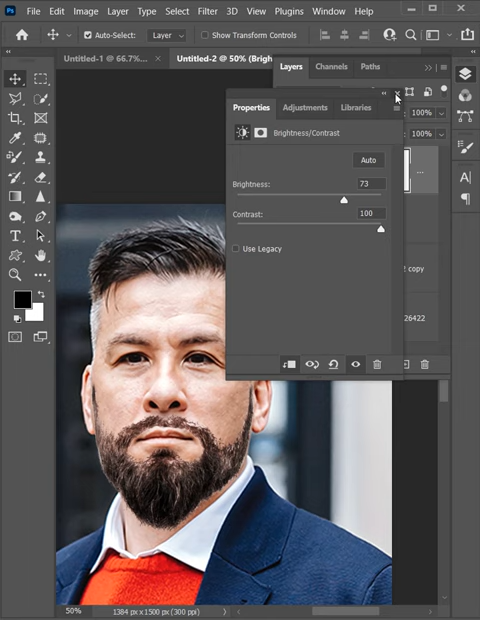 Ps File Edit Image Layer Type Select Filter 3D View Plugins Window Help
Auto-Select: Layer Show Transform Controls
Untitled-1 @ 66.7%... Untitled-2 @ 50% (Brigh
Layers Channels Paths
100%
Properties Adjustments Libraries
Brightness/Contrast
100%
Auto
...
Brightness: 73
Contrast: 100
Use Legacy
copy
26422
T
A
50% 1384 px x 1500 px (300 ppi)